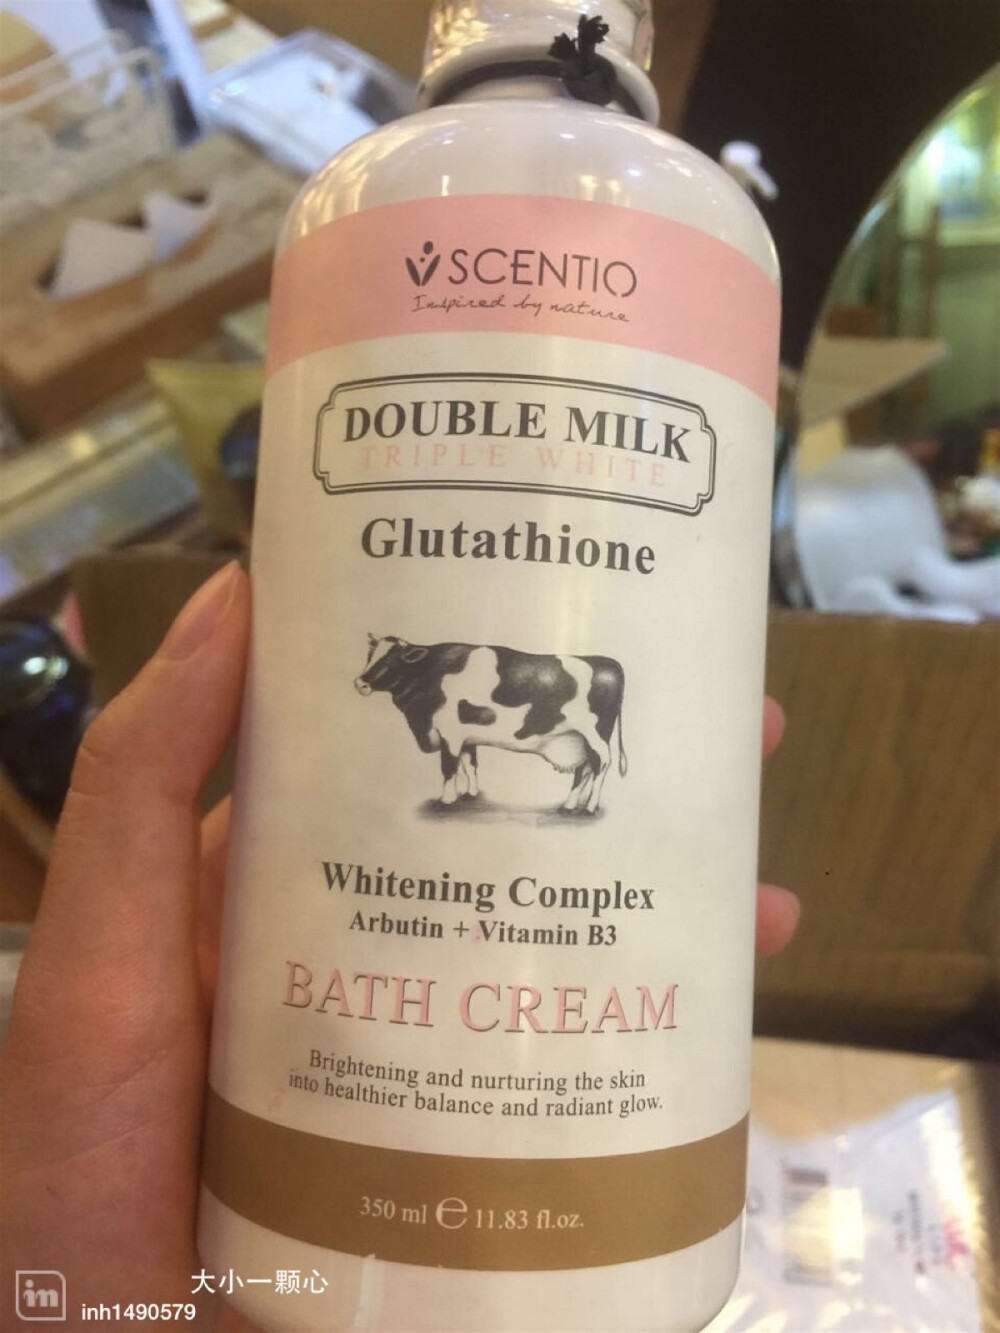 SCENTIO
Inspired by nature
DOUBLE MILK
TRIPLE WHITE
Glutathione
Whitening Complex
Arbutin + Vitamin B3
BATH CREAM
Brightening and nurturing the skin
into healthier balance and radiant glow.
350 ml e 11.83 fl.oz.
大小一颗心
in
inh1490579